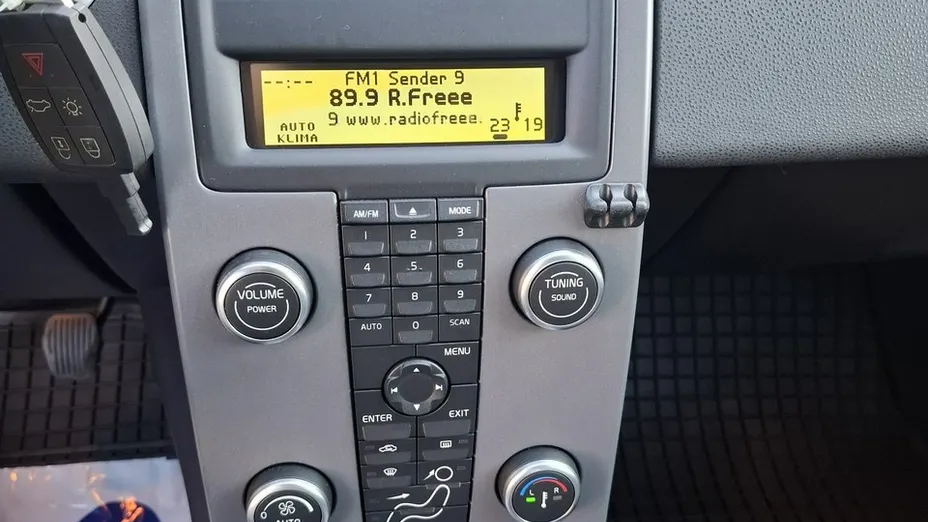 --:-- FM1 Sender 9
89.9 R.Freee
9 www.radiofreee.
AUTO 23 19
KLIMA
AM/FM MODE
1 2 3
4 5 6
7 8 9
AUTO 0 SCAN
VOLUME
POWER
TUNING
SOUND
MENU
ENTER EXIT
0 AUTO
L R